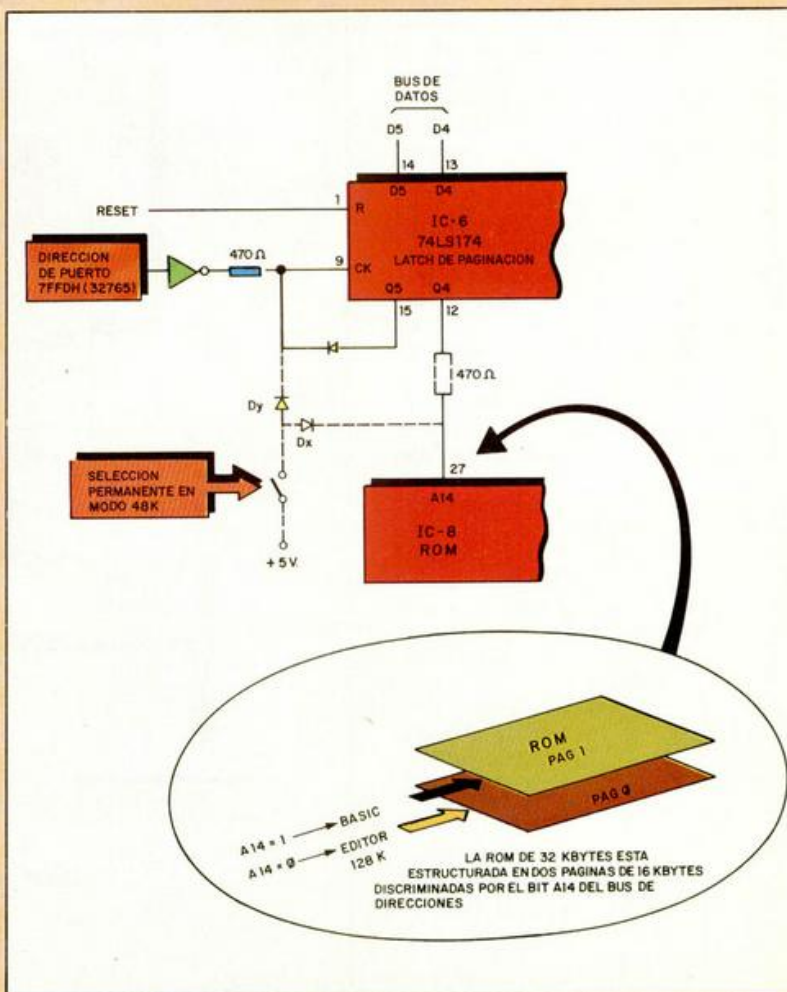 BUS DE
DATOS
D5 D4
14 13
D5 D4
RESET
1
R
IC-6
74LS174
LATCH DE PAGINACION
DIRECCION
DE PUERTO
7FFDH (32765)
470 Ω
9
CK
Q5 Q4
15 12
470 Ω
Dy
Dx
SELECCION
PERMANENTE EN
MODO 48K
+ 5V.
27
A14
IC-8
ROM
ROM
PAG 1
PAG 0
A14 = 1 → BASIC
A14 = Ø → EDITOR
128 K
LA ROM DE 32 KBYTES ESTA
ESTRUCTURADA EN DOS PAGINAS DE 16 KBYTES
DISCRIMINADAS POR EL BIT A14 DEL BUS DE
DIRECCIONES